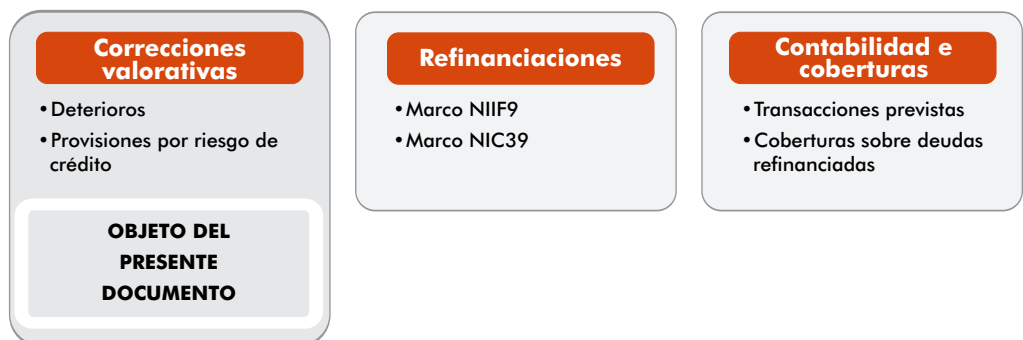 Correcciones
valorativas
• Deterioros
• Provisiones por riesgo de
crédito
OBJETO DEL
PRESENTE
DOCUMENTO
Refinanciaciones
• Marco NIIF9
• Marco NIC39
Contabilidad e
coberturas
• Transacciones previstas
• Coberturas sobre deudas
refinanciadas